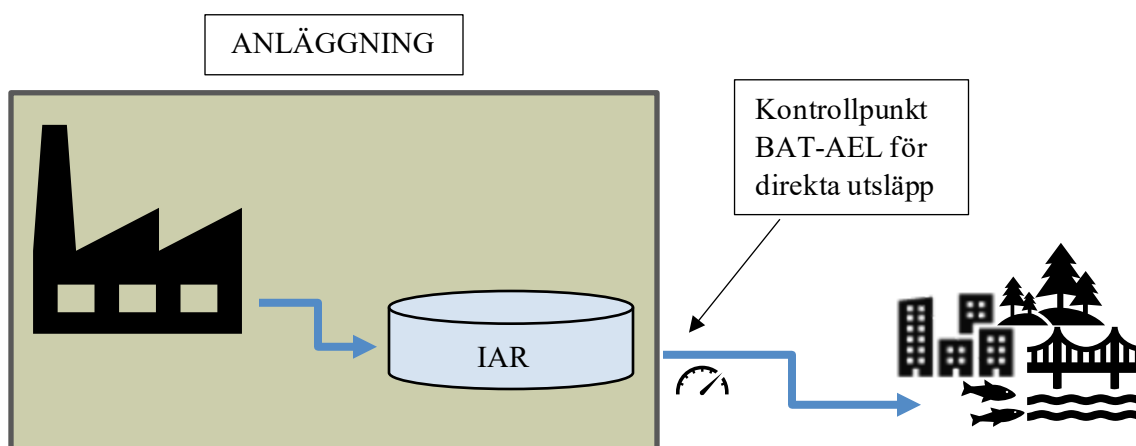 ANLÄGGNING
Kontrollpunkt
BAT-AEL för
direkta utsläpp
IAR